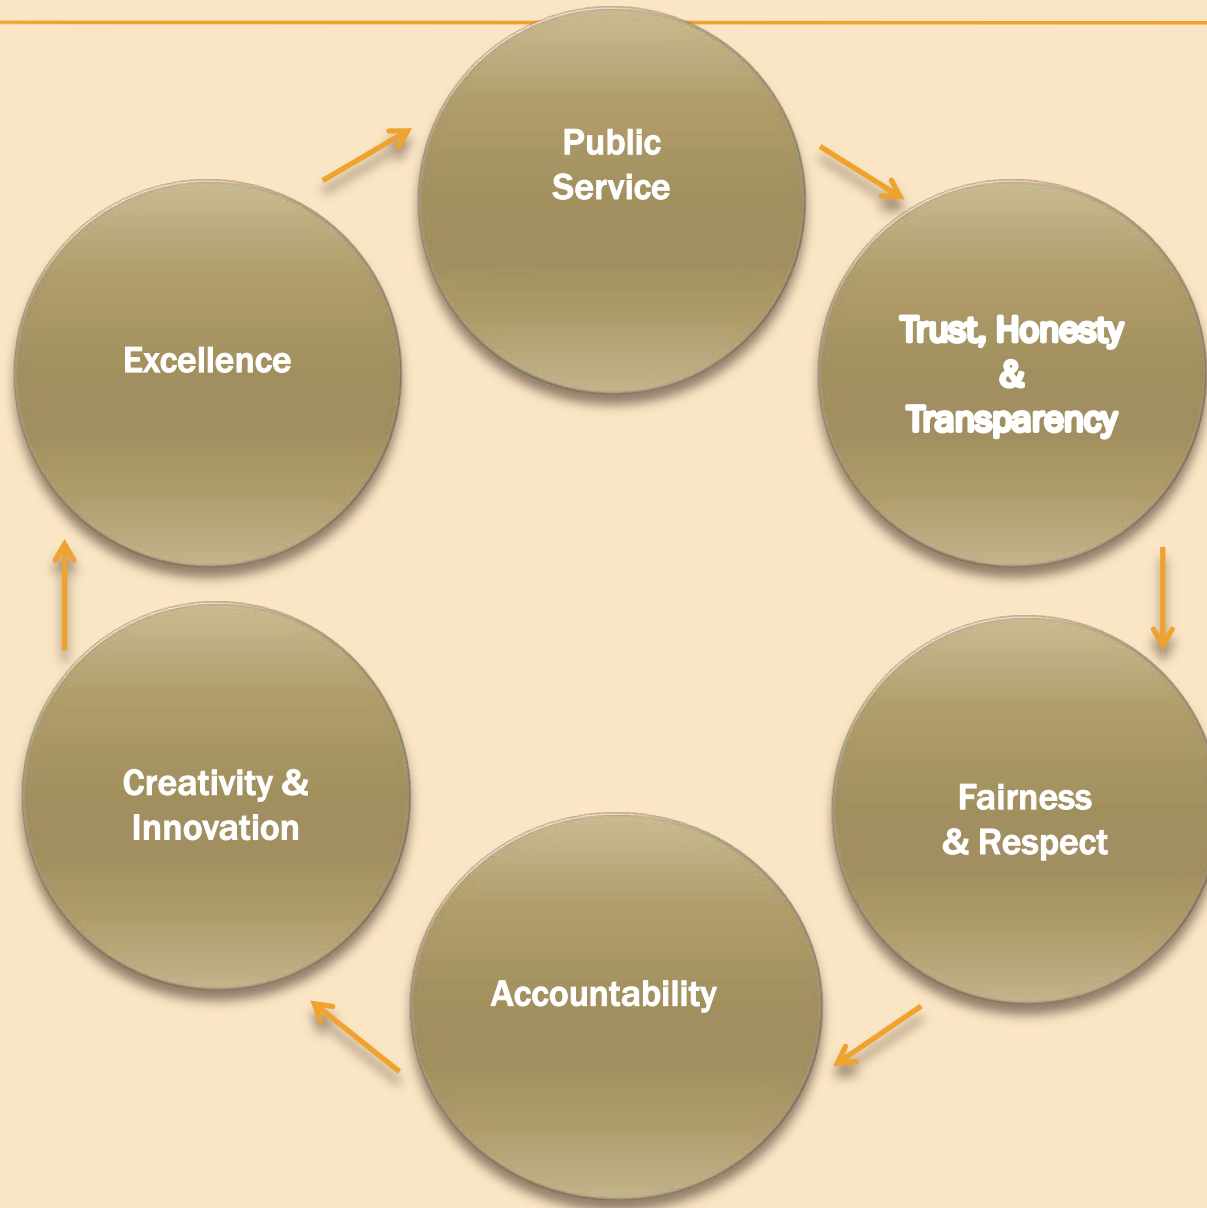 Public
Service
Trust, Honesty
&
Transparency
Fairness
& Respect
Accountability
Creativity &
Innovation
Excellence